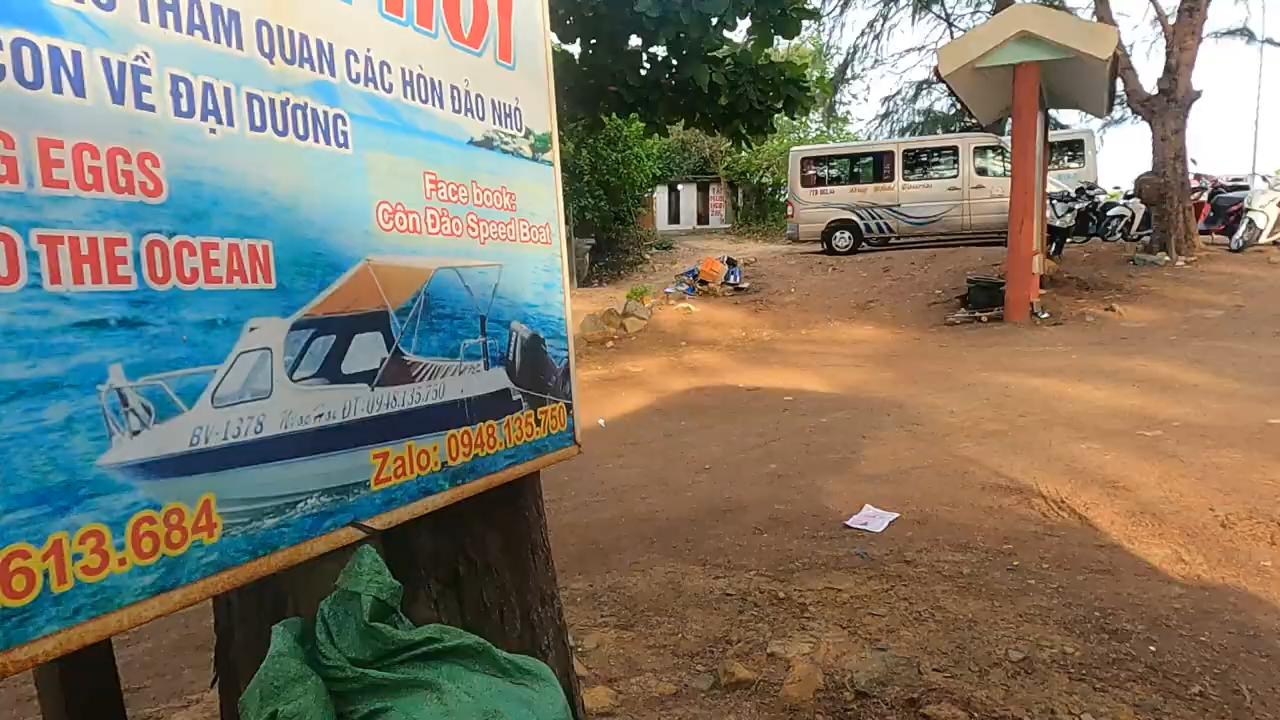 THAM QUAN CÁC HÒN ĐẢO NHỎ
CON VỀ ĐẠI DƯƠNG
EGGS
THE OCEAN
Face book:
Côn Đảo Speed Boat
BV-1378 ĐT-0948.135.750
Zalo: 0948.135.750
613.684